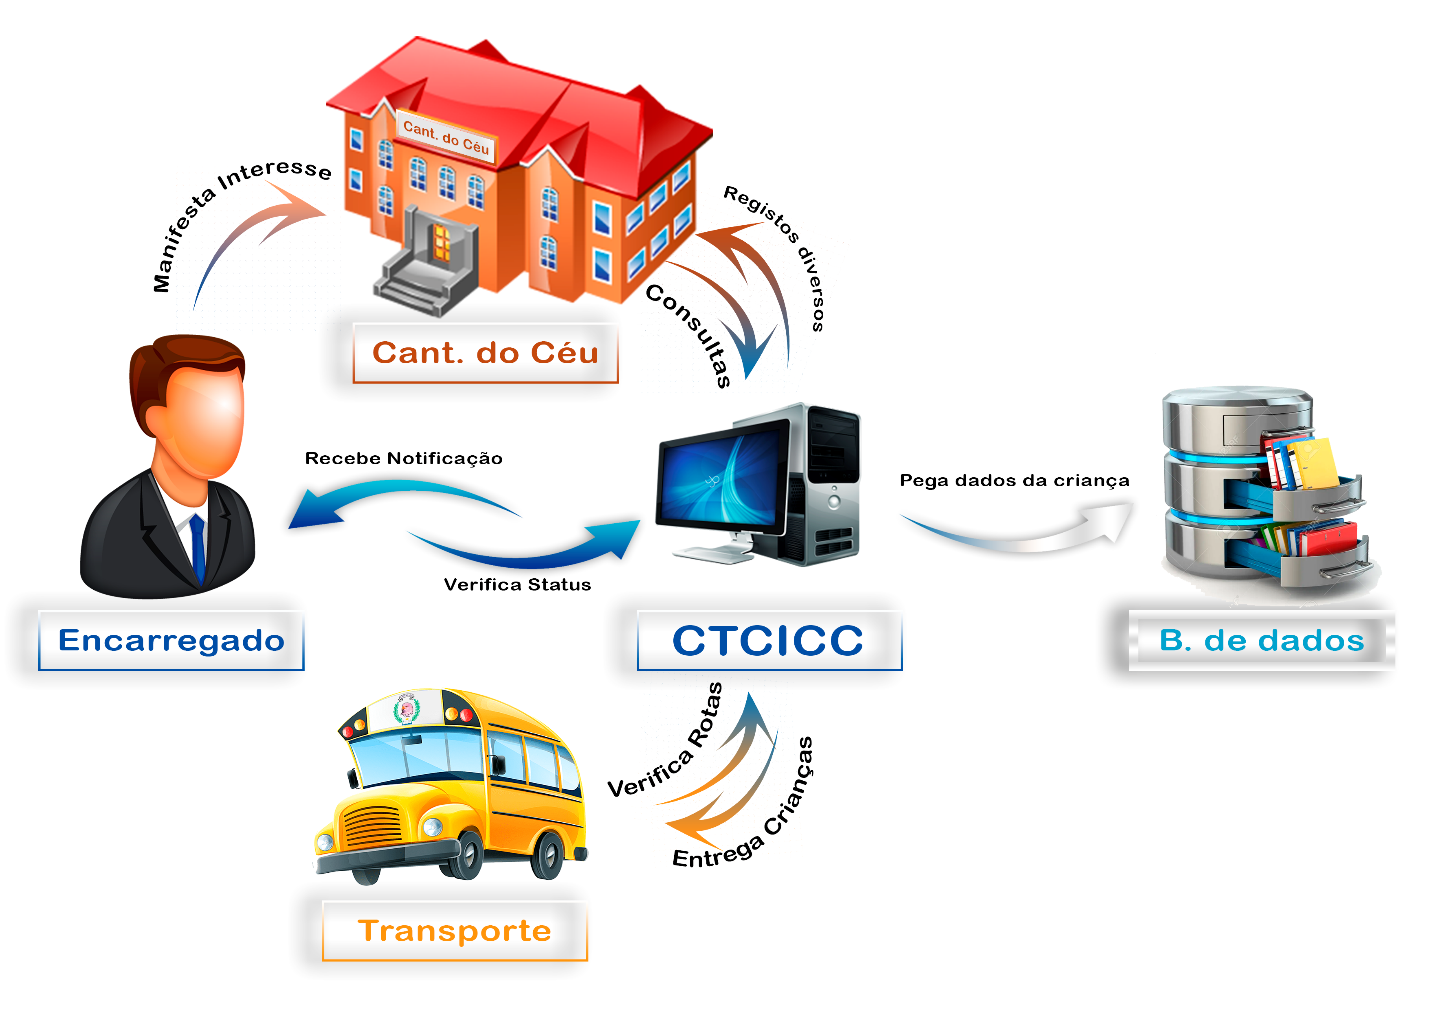 Cant. do Céu
Manifesta Interesse
Registos diversos
Consultas
Cant. do Céu
Recebe Notificação
Verifica Status
Pega dados da criança
Encarregado
CTCICC
B. de dados
Verifica Rotas
Entrega Crianças
Transporte